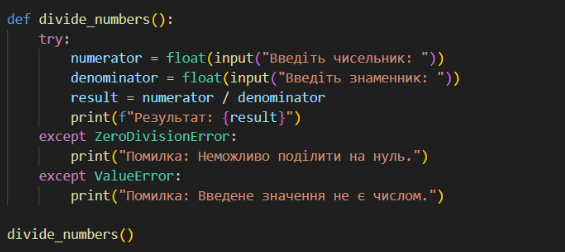 def divide_numbers():
    try:
        numerator = float(input("Введіть чисельник: "))
        denominator = float(input("Введіть знаменник: "))
        result = numerator / denominator
        print(f"Результат: {result}")
    except ZeroDivisionError:
        print("Помилка: Неможливо поділити на нуль.")
    except ValueError:
        print("Помилка: Введене значення не є числом.")

divide_numbers()